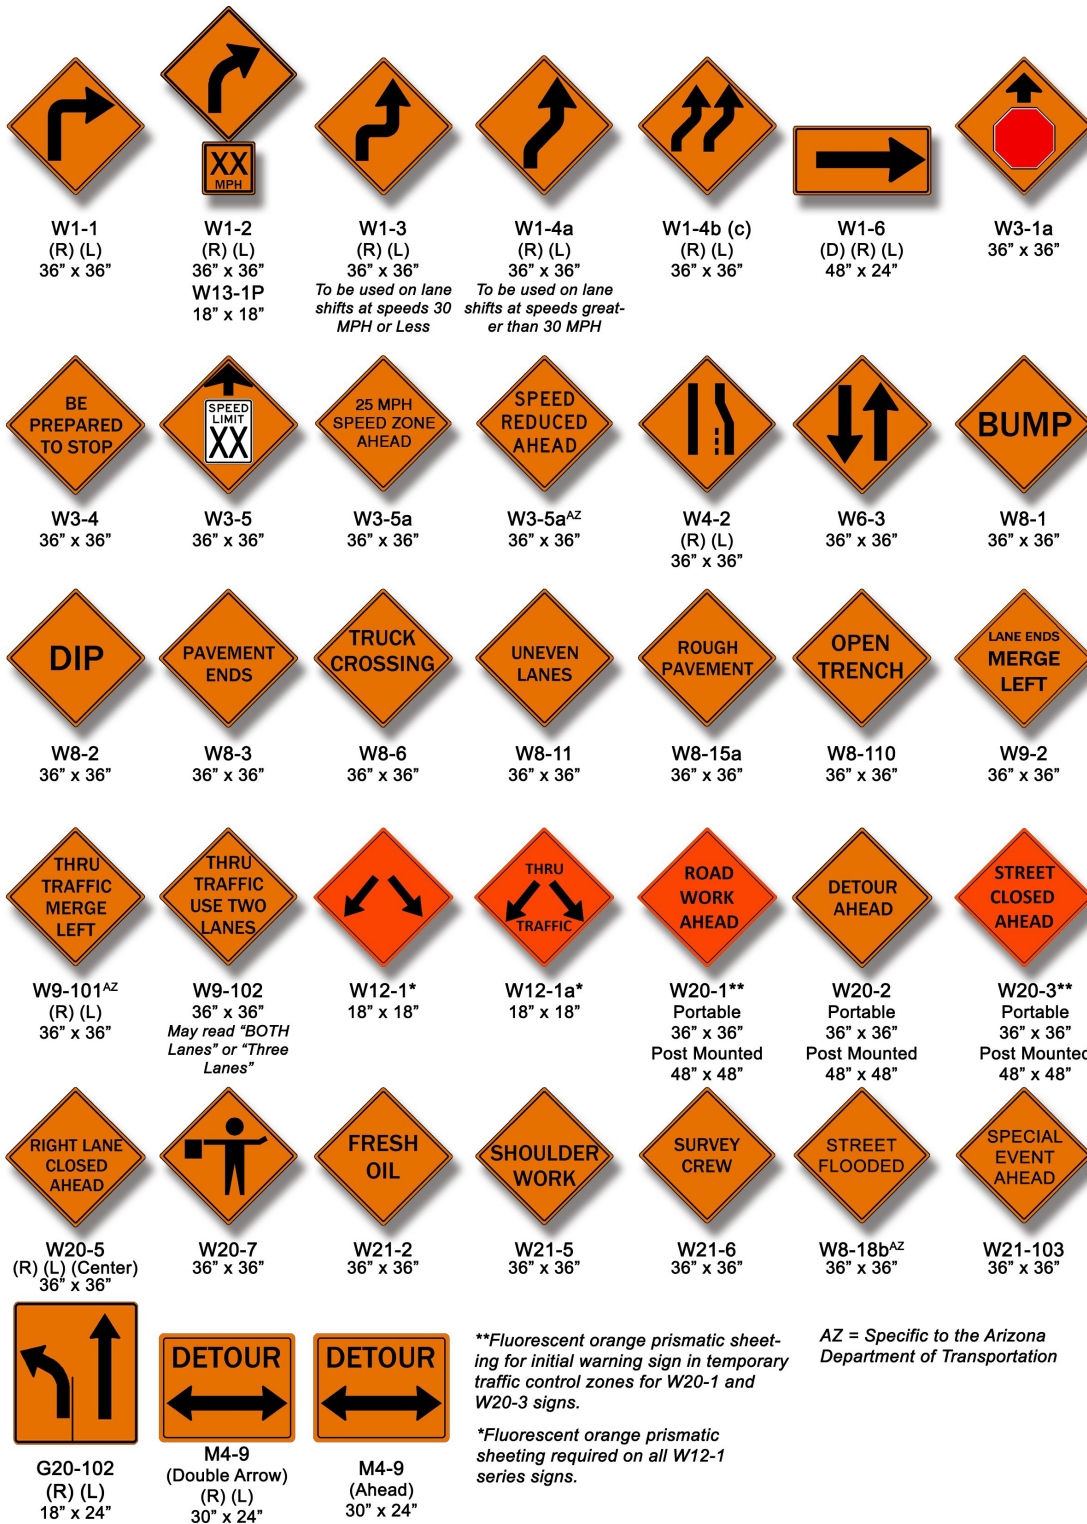 XX
MPH
W1-1
(R) (L)
36” x 36”
W1-2
(R) (L)
36” x 36”
W13-1P
18” x 18”
W1-3
(R) (L)
36” x 36”
To be used on lane
shifts at speeds 30
MPH or Less
W1-4a
(R) (L)
36” x 36”
To be used on lane
shifts at speeds great-
er than 30 MPH
W1-4b (c)
(R) (L)
36” x 36”
W1-6
(D) (R) (L)
48” x 24”
W3-1a
36” x 36”
BE
PREPARED
TO STOP
W3-4
36” x 36”
SPEED
LIMIT
XX
W3-5
36” x 36”
25 MPH
SPEED ZONE
AHEAD
W3-5a
36” x 36”
SPEED
REDUCED
AHEAD
W3-5aAZ
36” x 36”
W4-2
(R) (L)
36” x 36”
W6-3
36” x 36”
BUMP
W8-1
36” x 36”
DIP
W8-2
36” x 36”
PAVEMENT
ENDS
W8-3
36” x 36”
TRUCK
CROSSING
W8-6
36” x 36”
UNEVEN
LANES
W8-11
36” x 36”
ROUGH
PAVEMENT
W8-15a
36” x 36”
OPEN
TRENCH
W8-110
36” x 36”
LANE ENDS
MERGE
LEFT
W9-2
36” x 36”
THRU
TRAFFIC
MERGE
LEFT
W9-101AZ
(R) (L)
36” x 36”
THRU
TRAFFIC
USE TWO
LANES
W9-102
36” x 36”
May read “BOTH
Lanes” or “Three
Lanes”
W12-1*
18” x 18”
THRU
TRAFFIC
W12-1a*
18” x 18”
ROAD
WORK
AHEAD
W20-1**
Portable
36” x 36”
Post Mounted
48” x 48”
DETOUR
AHEAD
W20-2
Portable
36” x 36”
Post Mounted
48” x 48”
STREET
CLOSED
AHEAD
W20-3**
Portable
36” x 36”
Post Mounted
48” x 48”
RIGHT LANE
CLOSED
AHEAD
W20-5
(R) (L) (Center)
36” x 36”
W20-7
36” x 36”
FRESH
OIL
W21-2
36” x 36”
SHOULDER
WORK
W21-5
36” x 36”
SURVEY
CREW
W21-6
36” x 36”
STREET
FLOODED
W8-18bAZ
36” x 36”
SPECIAL
EVENT
AHEAD
W21-103
36” x 36”
G20-102
(R) (L)
18” x 24”
DETOUR
M4-9
(Double Arrow)
(R) (L)
30” x 24”
DETOUR
M4-9
(Ahead)
30” x 24”
**Fluorescent orange prismatic sheet-
ing for initial warning sign in temporary
traffic control zones for W20-1 and
W20-3 signs.
*Fluorescent orange prismatic
sheeting required on all W12-1
series signs.
AZ = Specific to the Arizona
Department of Transportation